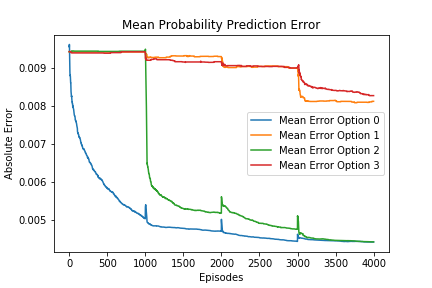 Mean Probability Prediction Error
Absolute Error
0.009
0.008
0.007
0.006
0.005
Mean Error Option 0
Mean Error Option 1
Mean Error Option 2
Mean Error Option 3
0 500 1000 1500 2000 2500 3000 3500 4000
Episodes